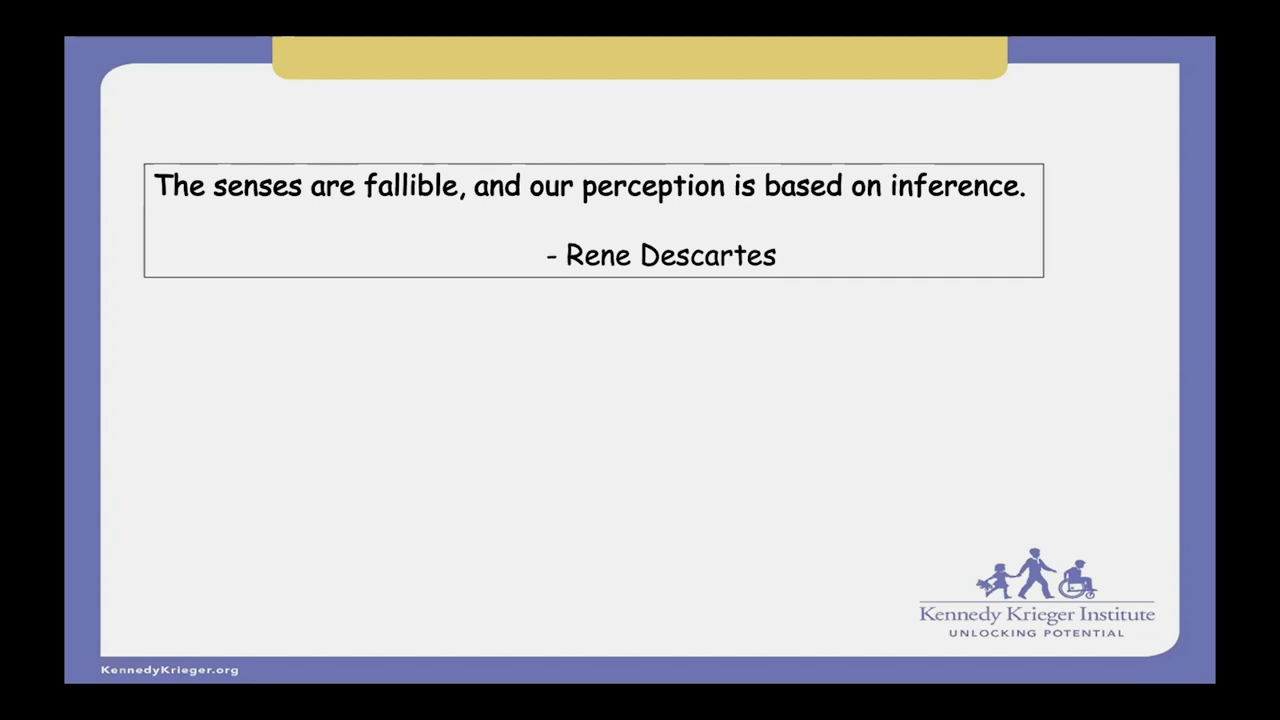 The senses are fallible, and our perception is based on inference.
- Rene Descartes
Kennedy Krieger Institute
UNLOCKING POTENTIAL
KennedyKrieger.org